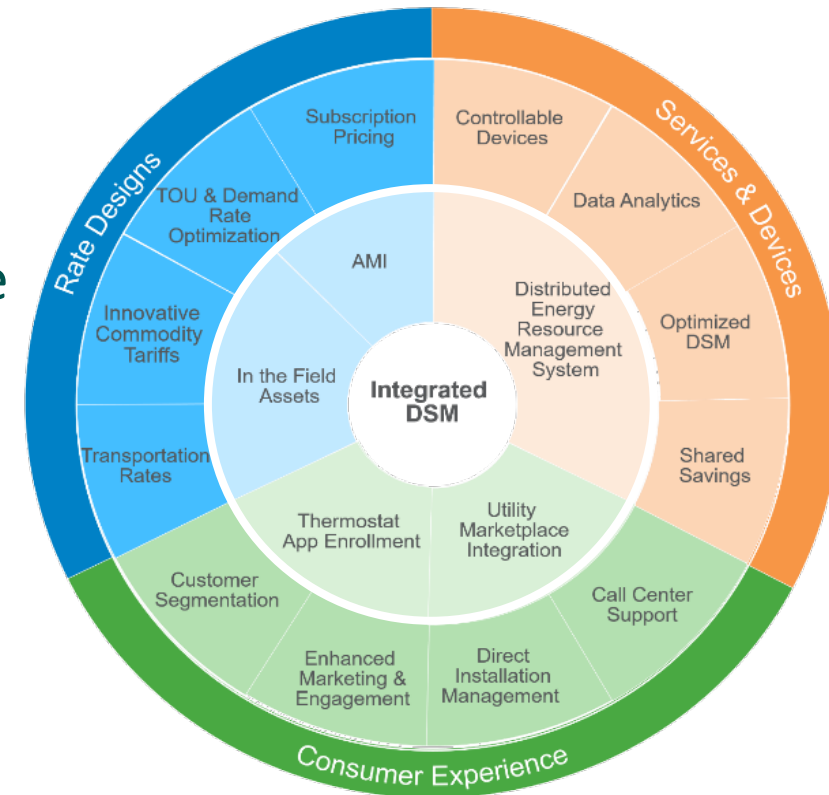 Rate Designs
Services & Devices
Consumer Experience
Subscription
Pricing
TOU & Demand
Rate
Optimization
Innovative
Commodity
Tariffs
Transportation
Rates
Controllable
Devices
Data Analytics
Optimized
DSM
Shared
Savings
Customer
Segmentation
Enhanced
Marketing &
Engagement
Direct
Installation
Management
Call Center
Support
AMI
In the Field
Assets
Distributed
Energy
Resource
Management
System
Thermostat
App Enrollment
Utility
Marketplace
Integration
Integrated
DSM
e